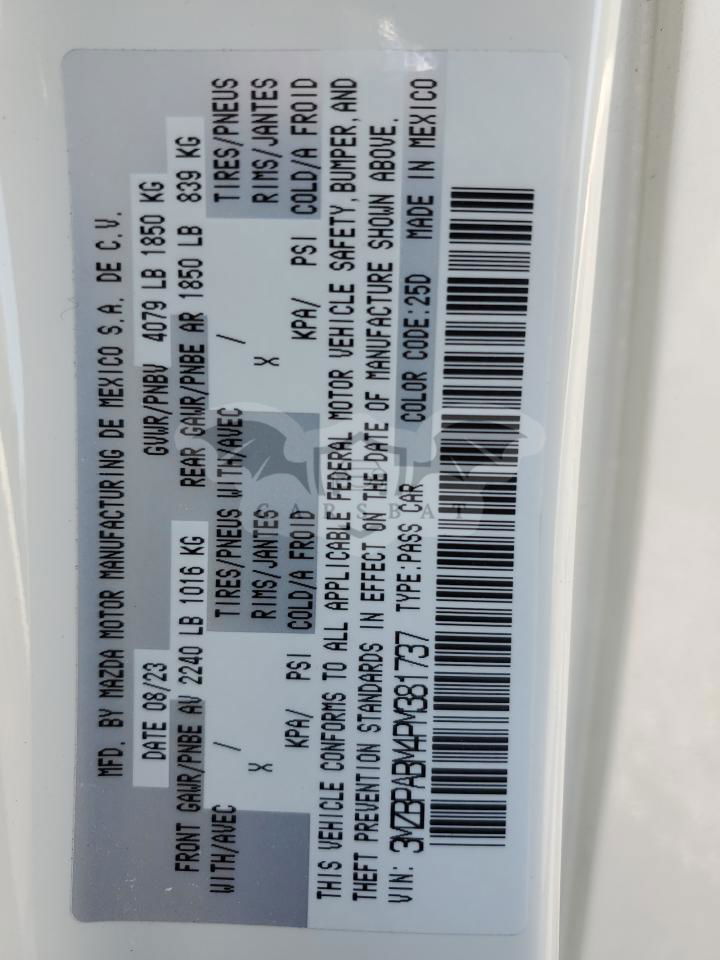 MFD. BY MAZDA MOTOR MANUFACTURING DE MEXICO S.A. DE C.V.
DATE 08/23 GVWR/PNBV 4079 LB 1850 KG
FRONT GAWR/PNBE AV 2240 LB 1016 KG REAR GAWR/PNBE AR 1850 LB 839 KG
WITH/AVEC / TIRES/PNEUS WITH/AVEC / TIRES/PNEUS
X RIMS/JANTES X RIMS/JANTES
KPA/ PSI COLD/A FROID KPA/ PSI COLD/A FROID
THIS VEHICLE CONFORMS TO ALL APPLICABLE FEDERAL MOTOR VEHICLE SAFETY, BUMPER, AND
THEFT PREVENTION STANDARDS IN EFFECT ON THE DATE OF MANUFACTURE SHOWN ABOVE.
VIN: 3MZBPABM4PM381737 TYPE:PASS CAR COLOR CODE:25D MADE IN MEXICO
CARSBAT